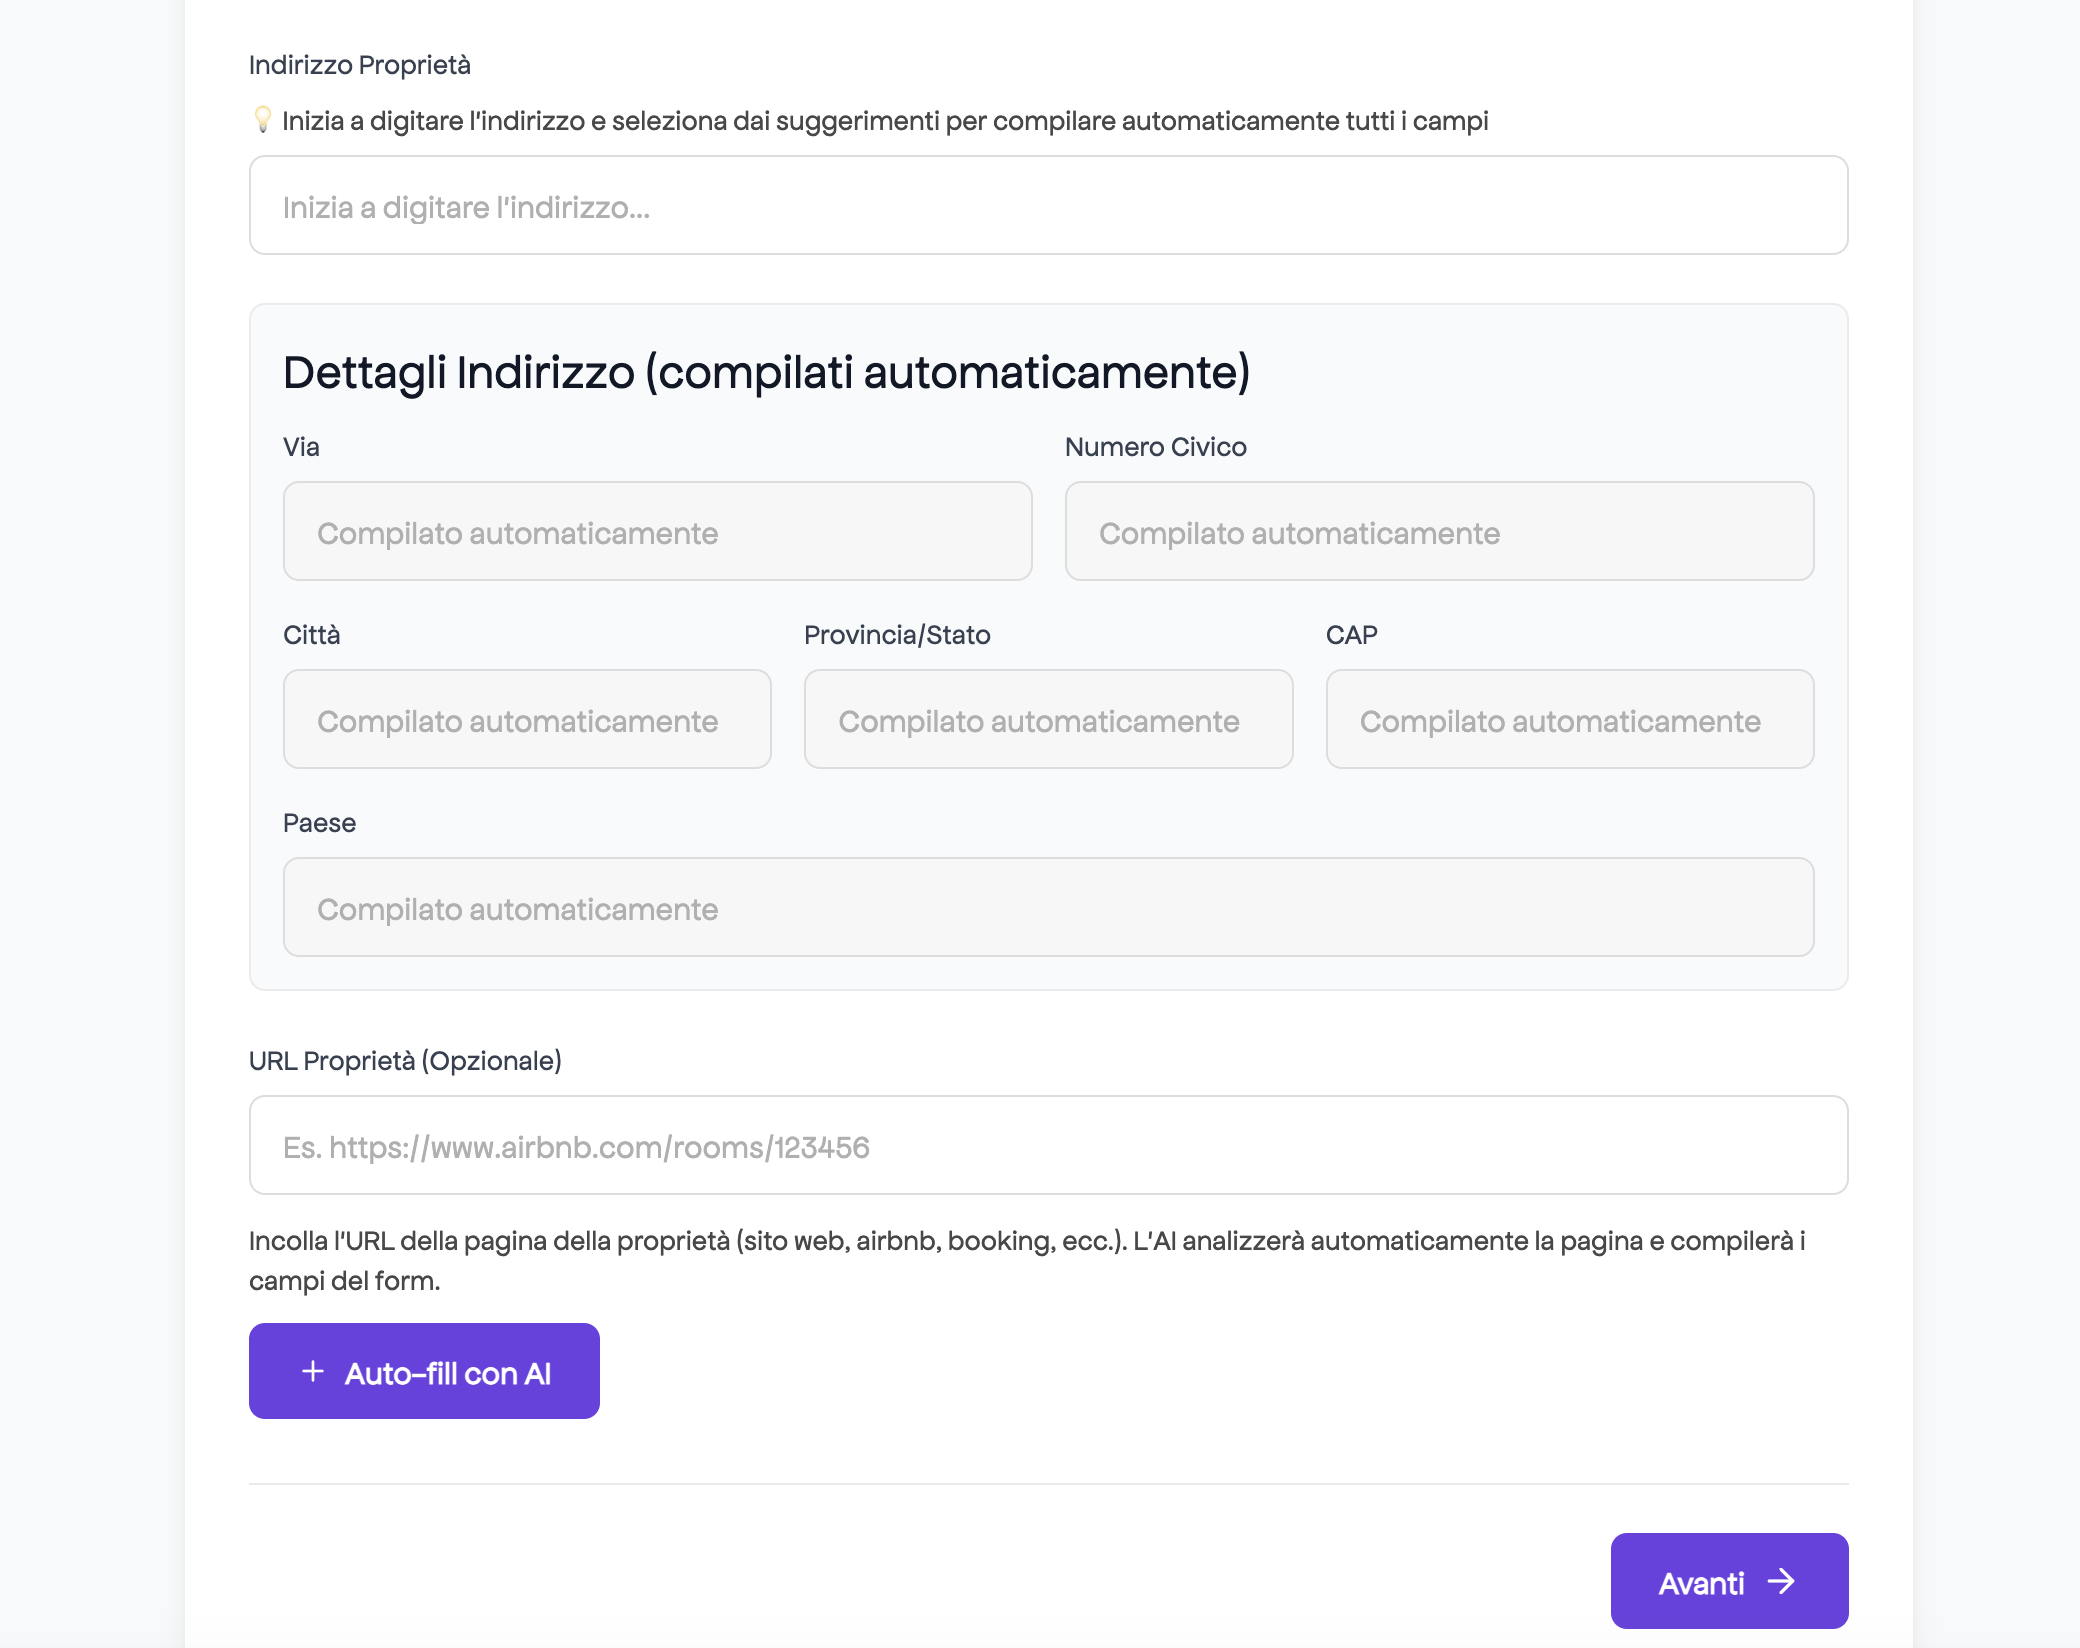 Indirizzo Proprietà
💡 Inizia a digitare l'indirizzo e seleziona dai suggerimenti per compilare automaticamente tutti i campi
Inizia a digitare l'indirizzo...
Dettagli Indirizzo (compilati automaticamente)
Via
Numero Civico
Compilato automaticamente
Compilato automaticamente
Città
Provincia/Stato
CAP
Compilato automaticamente
Compilato automaticamente
Compilato automaticamente
Paese
Compilato automaticamente
URL Proprietà (Opzionale)
Es. https://www.airbnb.com/rooms/123456
Incolla l'URL della pagina della proprietà (sito web, airbnb, booking, ecc.). L'AI analizzerà automaticamente la pagina e compilerà i
campi del form.
+ Auto-fill con AI
Avanti →